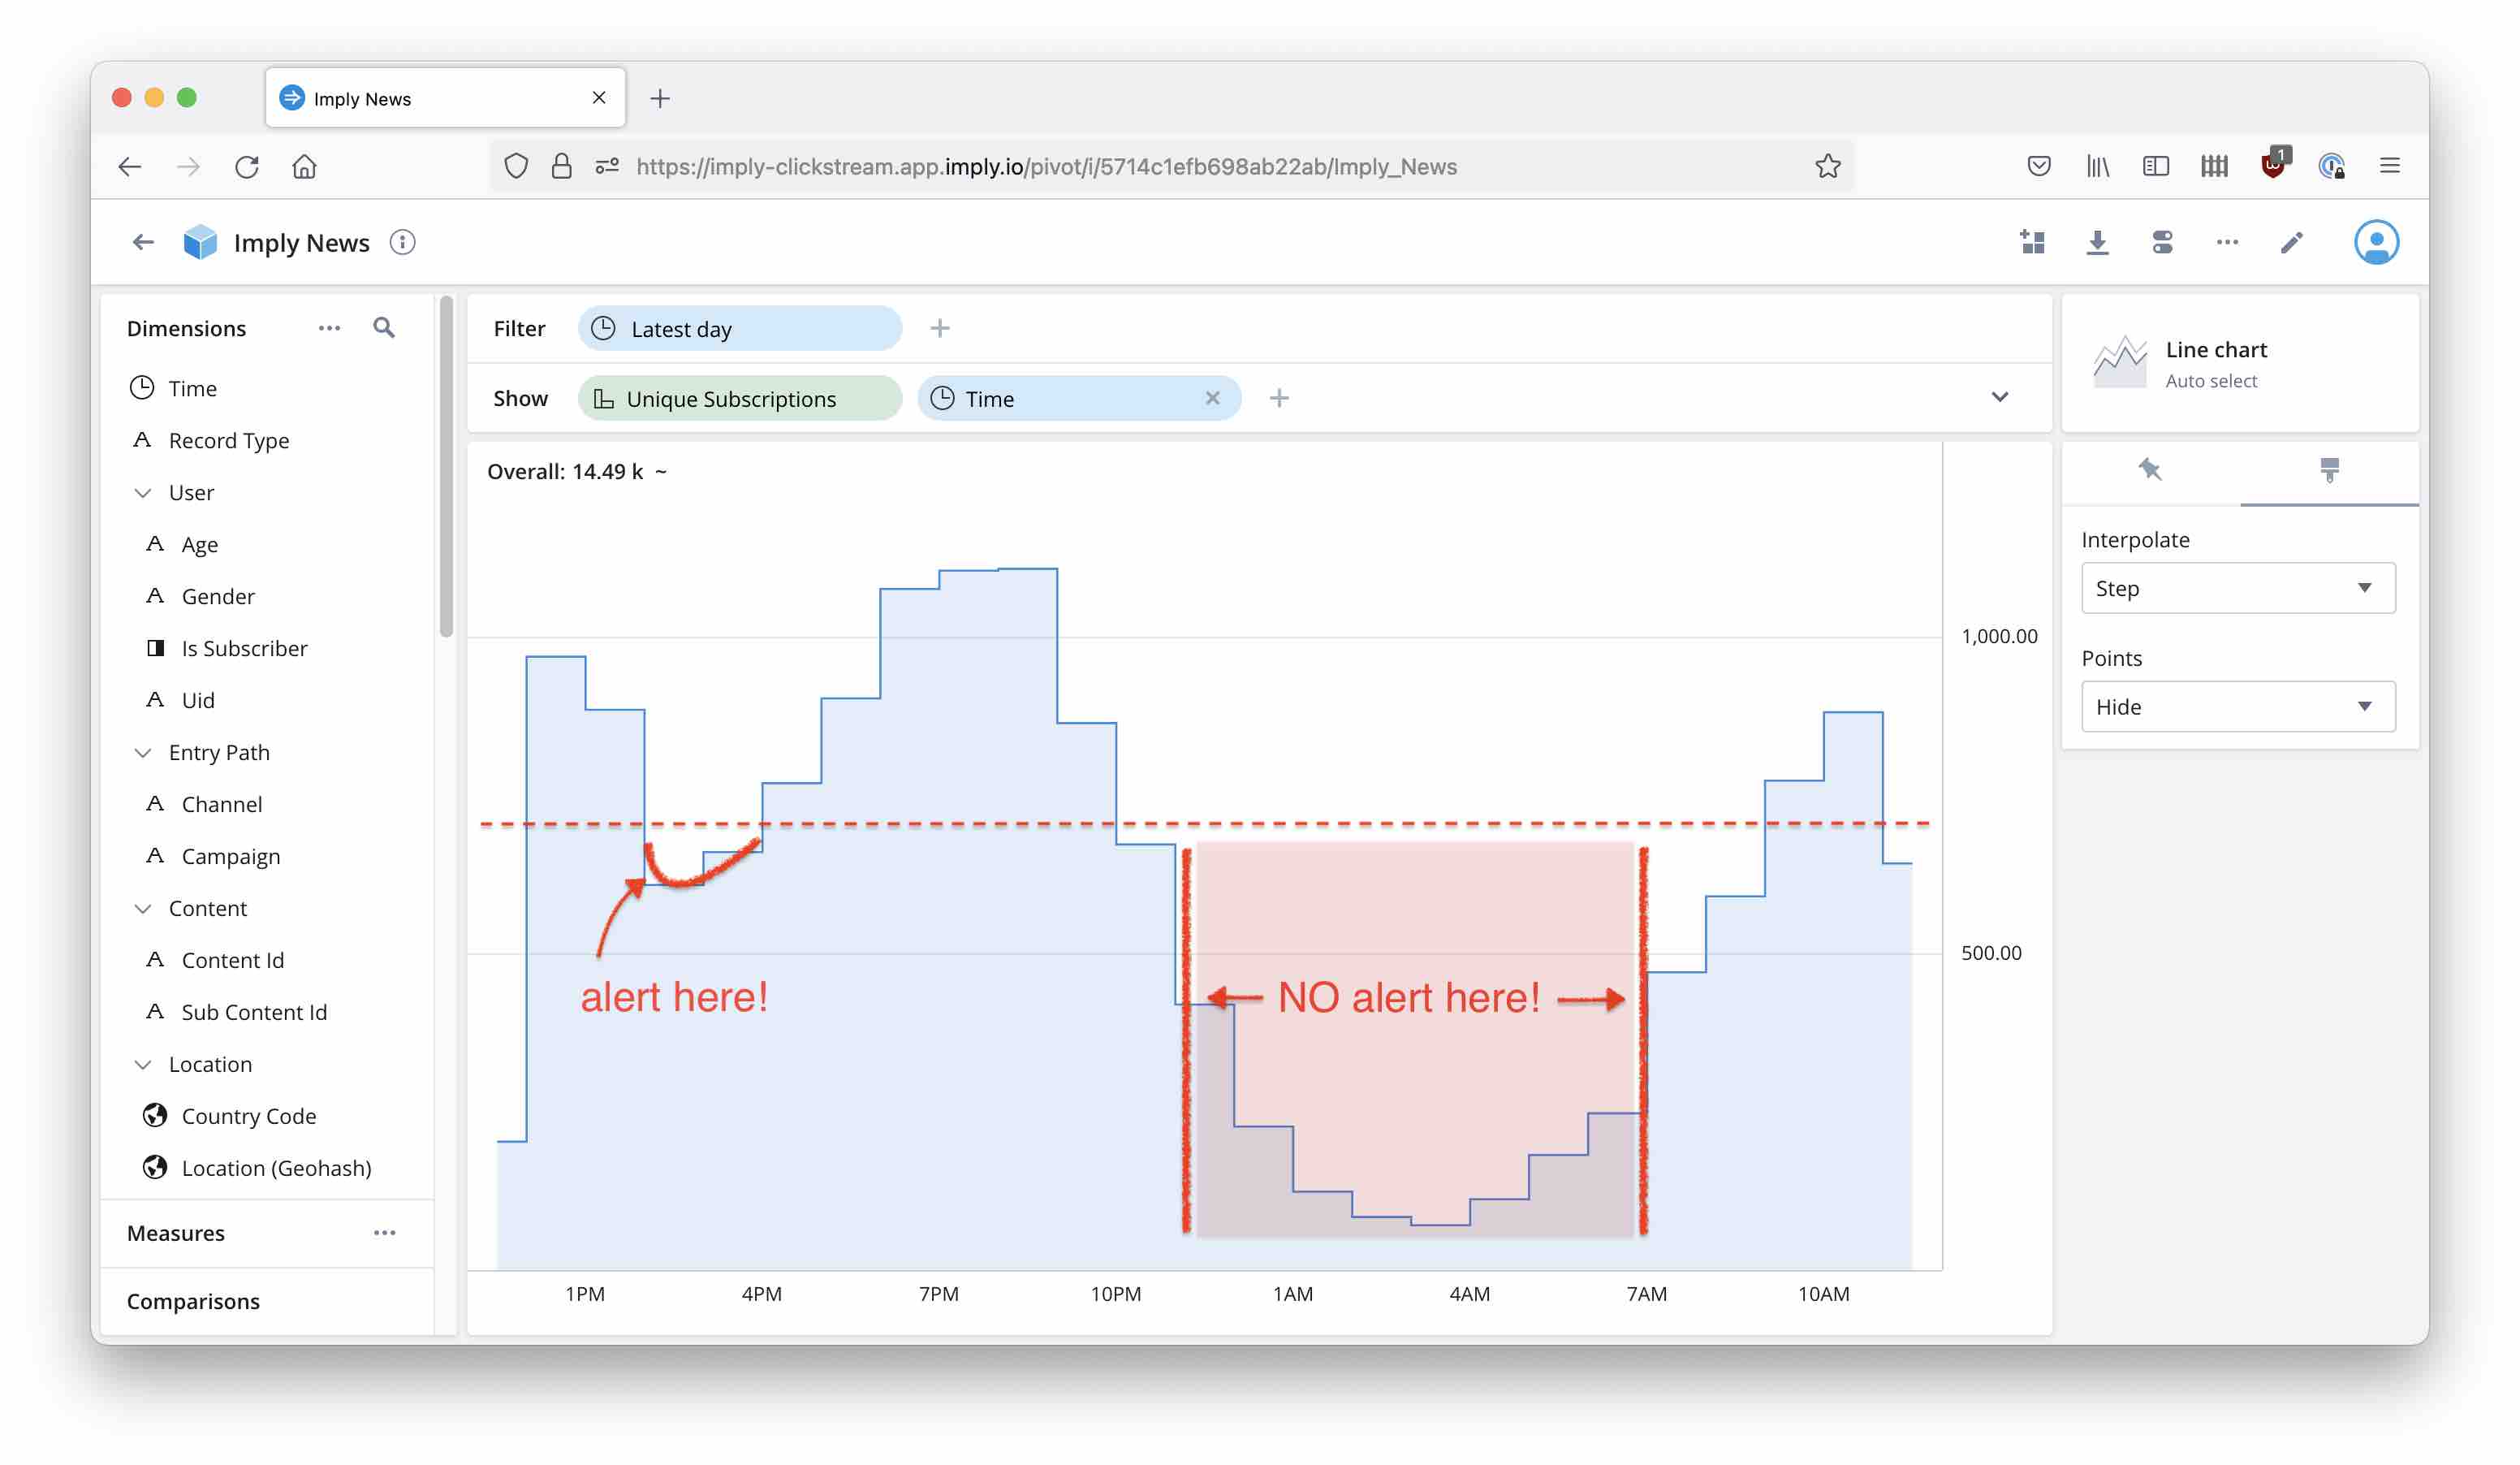 Imply News
https://imply-clickstream.app.imply.io/pivot/i/5714c1efb698ab22ab/Imply_News
1
Imply News
Dimensions
Time
Record Type
User
Age
Gender
Is Subscriber
Uid
Entry Path
Channel
Campaign
Content
Content Id
Sub Content Id
Location
Country Code
Location (Geohash)
Measures
Comparisons
Filter
Latest day
Show
Unique Subscriptions
Time
Overall: 14.49 k ~
1,000.00
500.00
alert here!
NO alert here!
1PM
4PM
7PM
10PM
1AM
4AM
7AM
10AM
Line chart
Auto select
Interpolate
Step
Points
Hide